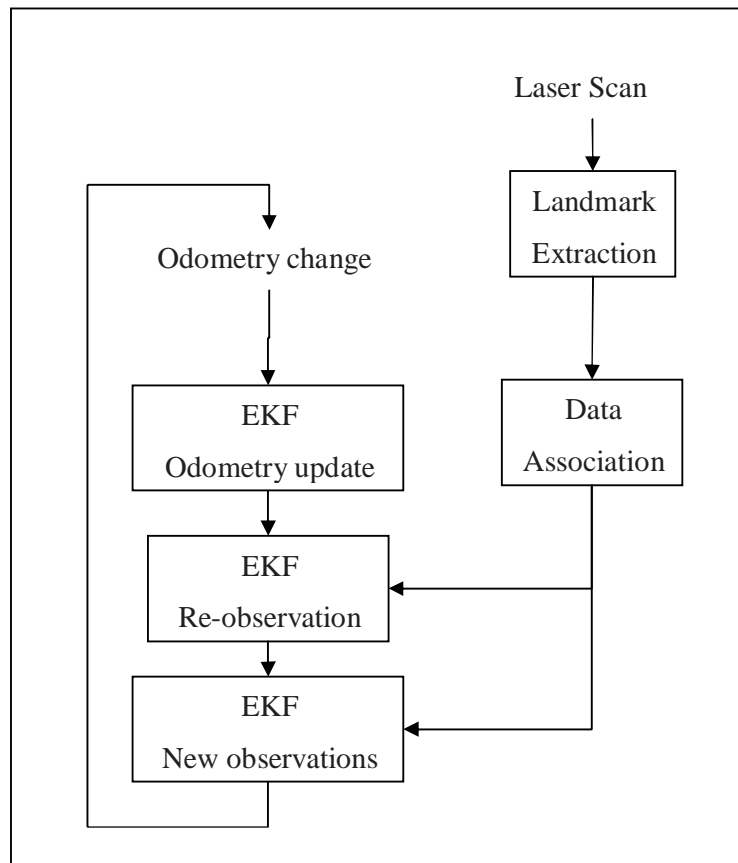 Laser Scan
Landmark
Extraction
Odometry change
EKF
Odometry update
Data
Association
EKF
Re-observation
EKF
New observations